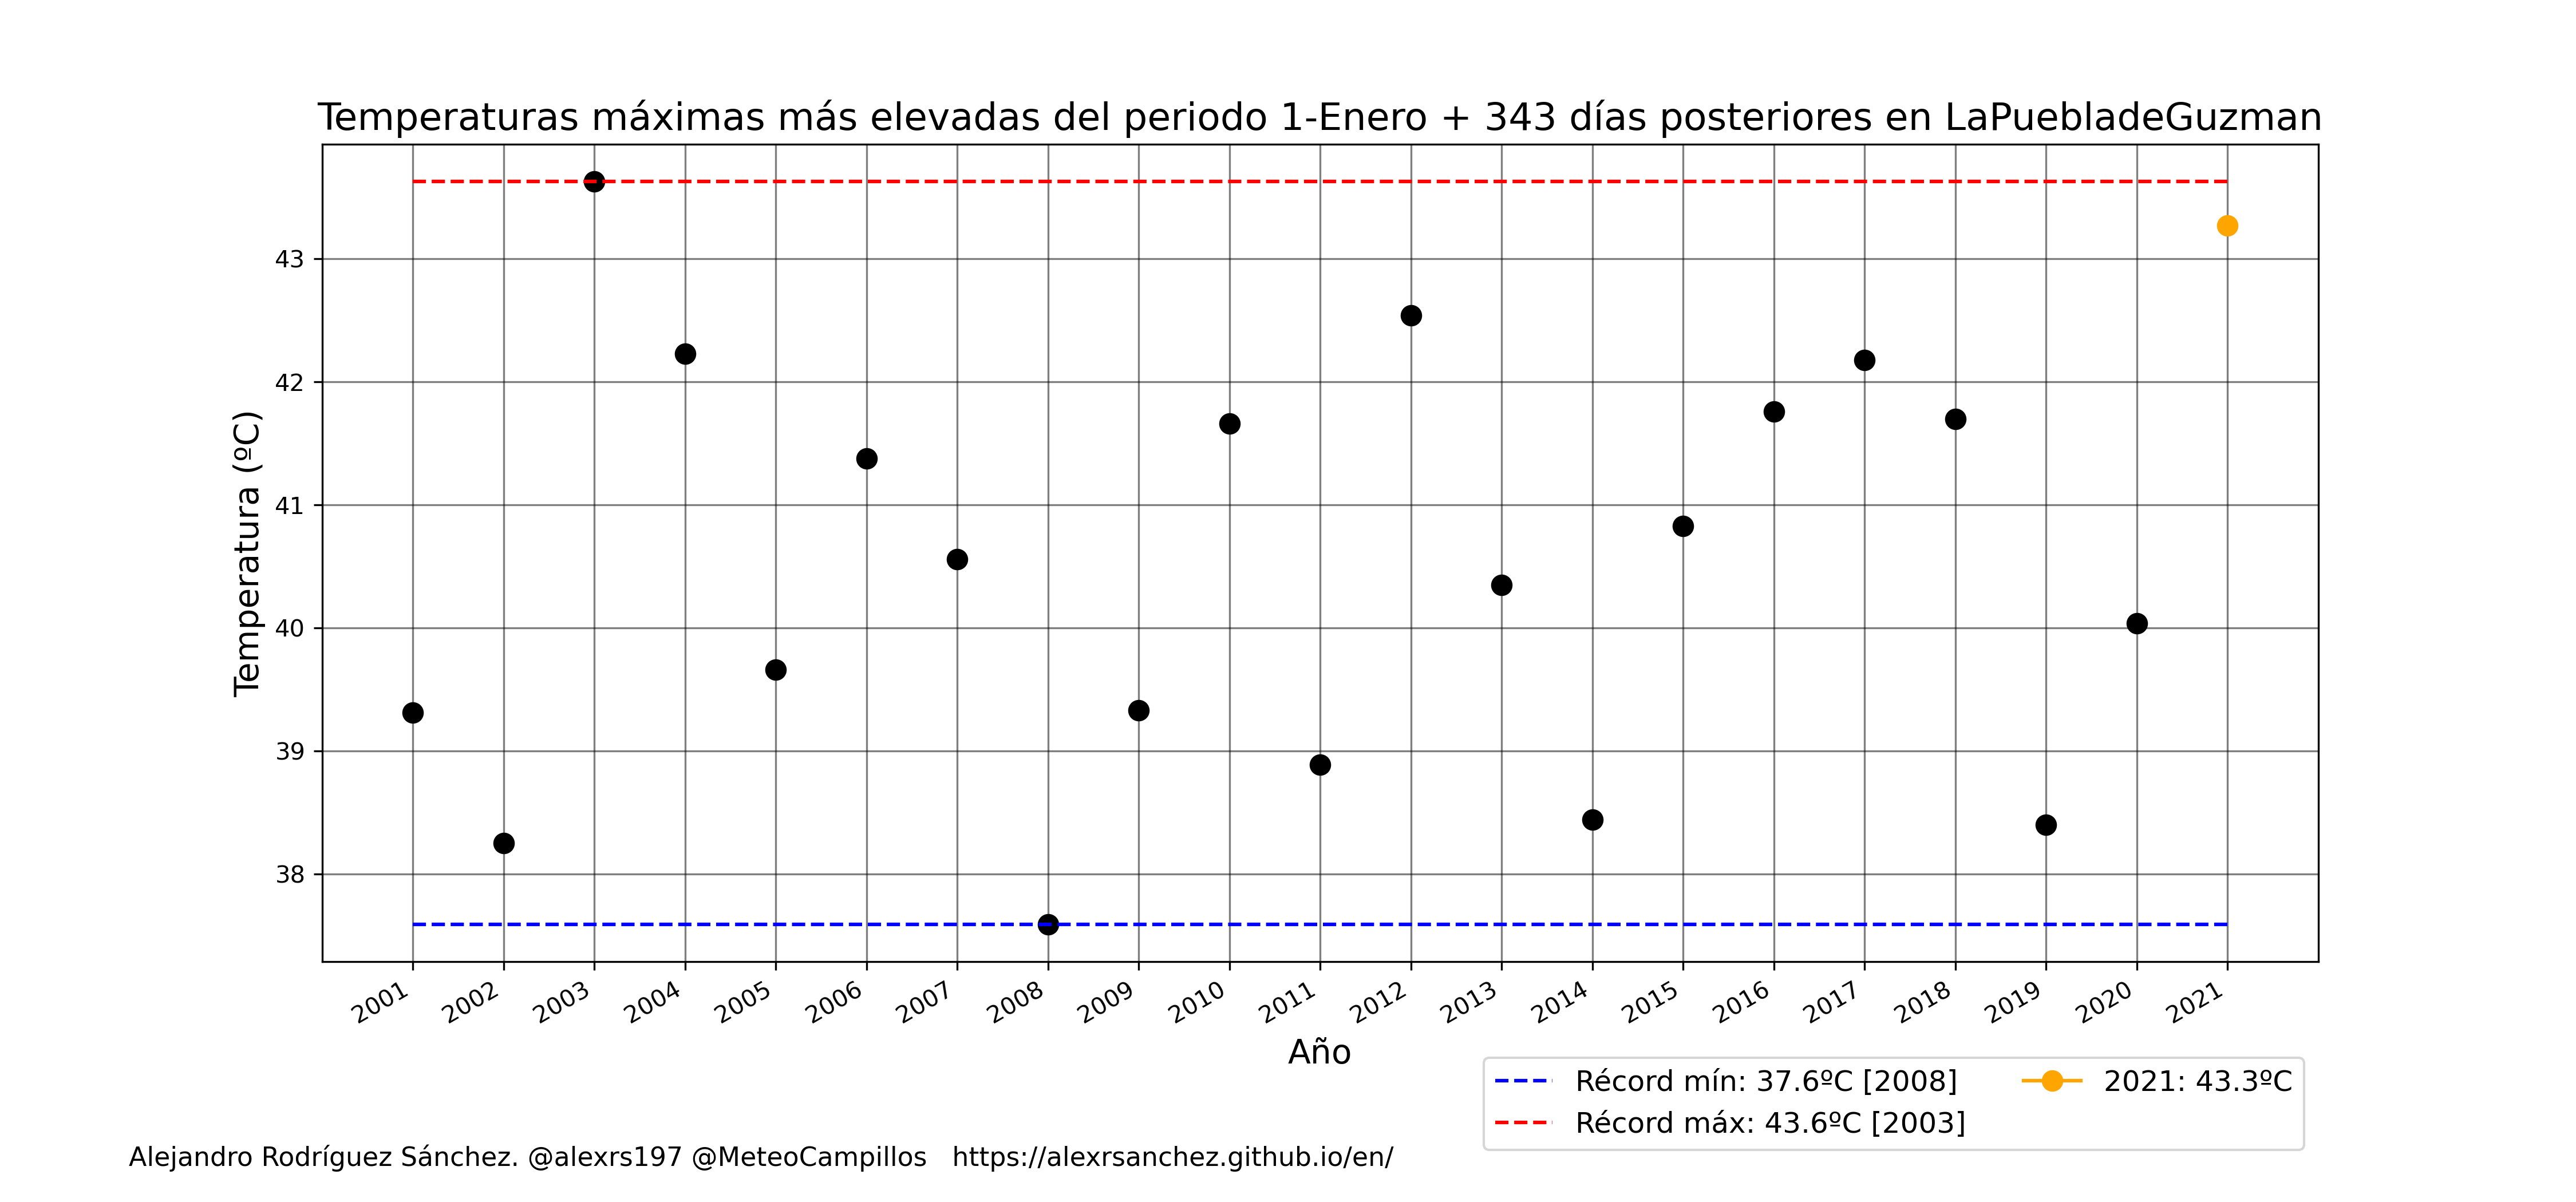 Temperaturas máximas más elevadas del periodo 1-Enero + 343 días posteriores en LaPuebladeGuzman
Temperatura (ºC)
43
42
41
40
39
38
2001 2002 2003 2004 2005 2006 2007 2008 2009 2010 2011 2012 2013 2014 2015 2016 2017 2018 2019 2020 2021
Año
Récord mín: 37.6ºC [2008]
Récord máx: 43.6ºC [2003]
2021: 43.3ºC
Alejandro Rodríguez Sánchez. @alexrs197 @MeteoCampillos https://alexrsanchez.github.io/en/